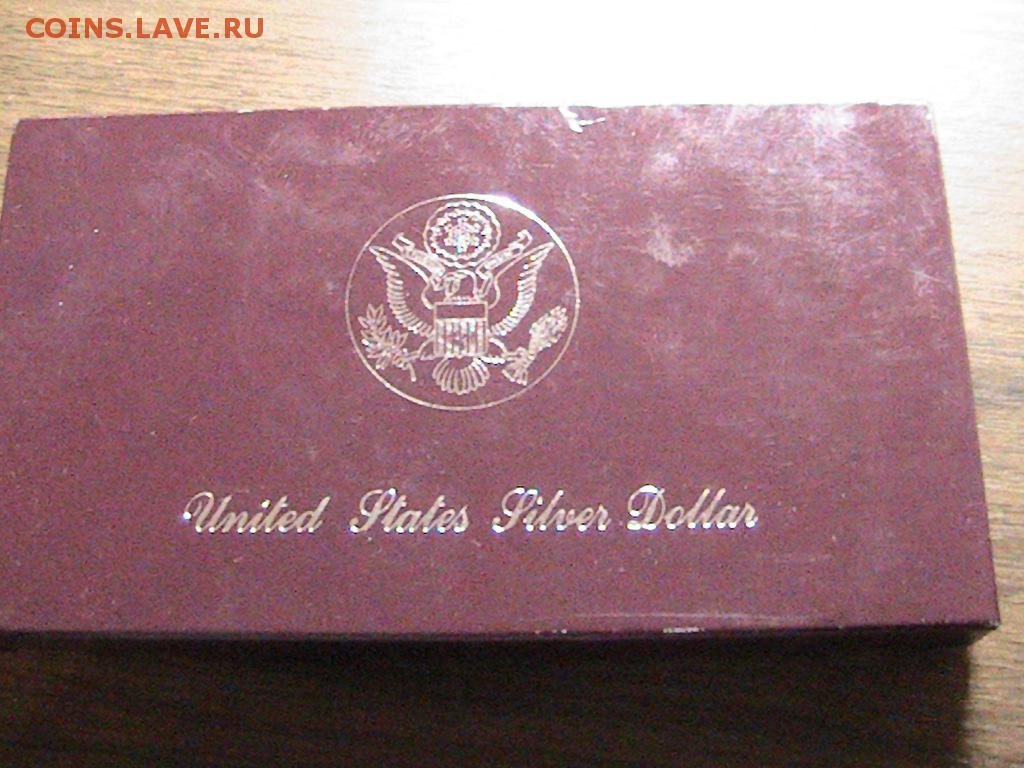 COINS.LAVE.RU
United States Silver Dollar